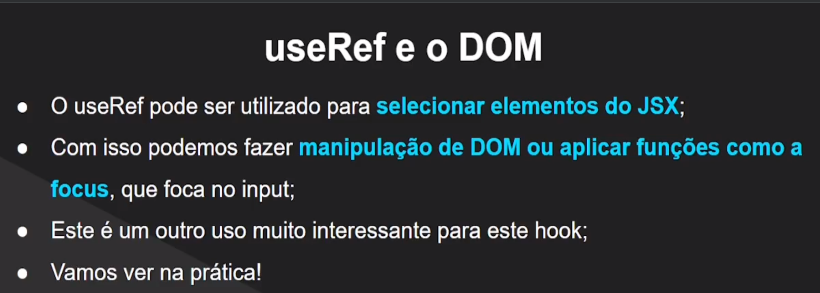 useRef e o DOM
● O useRef pode ser utilizado para selecionar elementos do JSX;
● Com isso podemos fazer manipulação de DOM ou aplicar funções como a
focus, que foca no input;
● Este é um outro uso muito interessante para este hook;
● Vamos ver na prática!